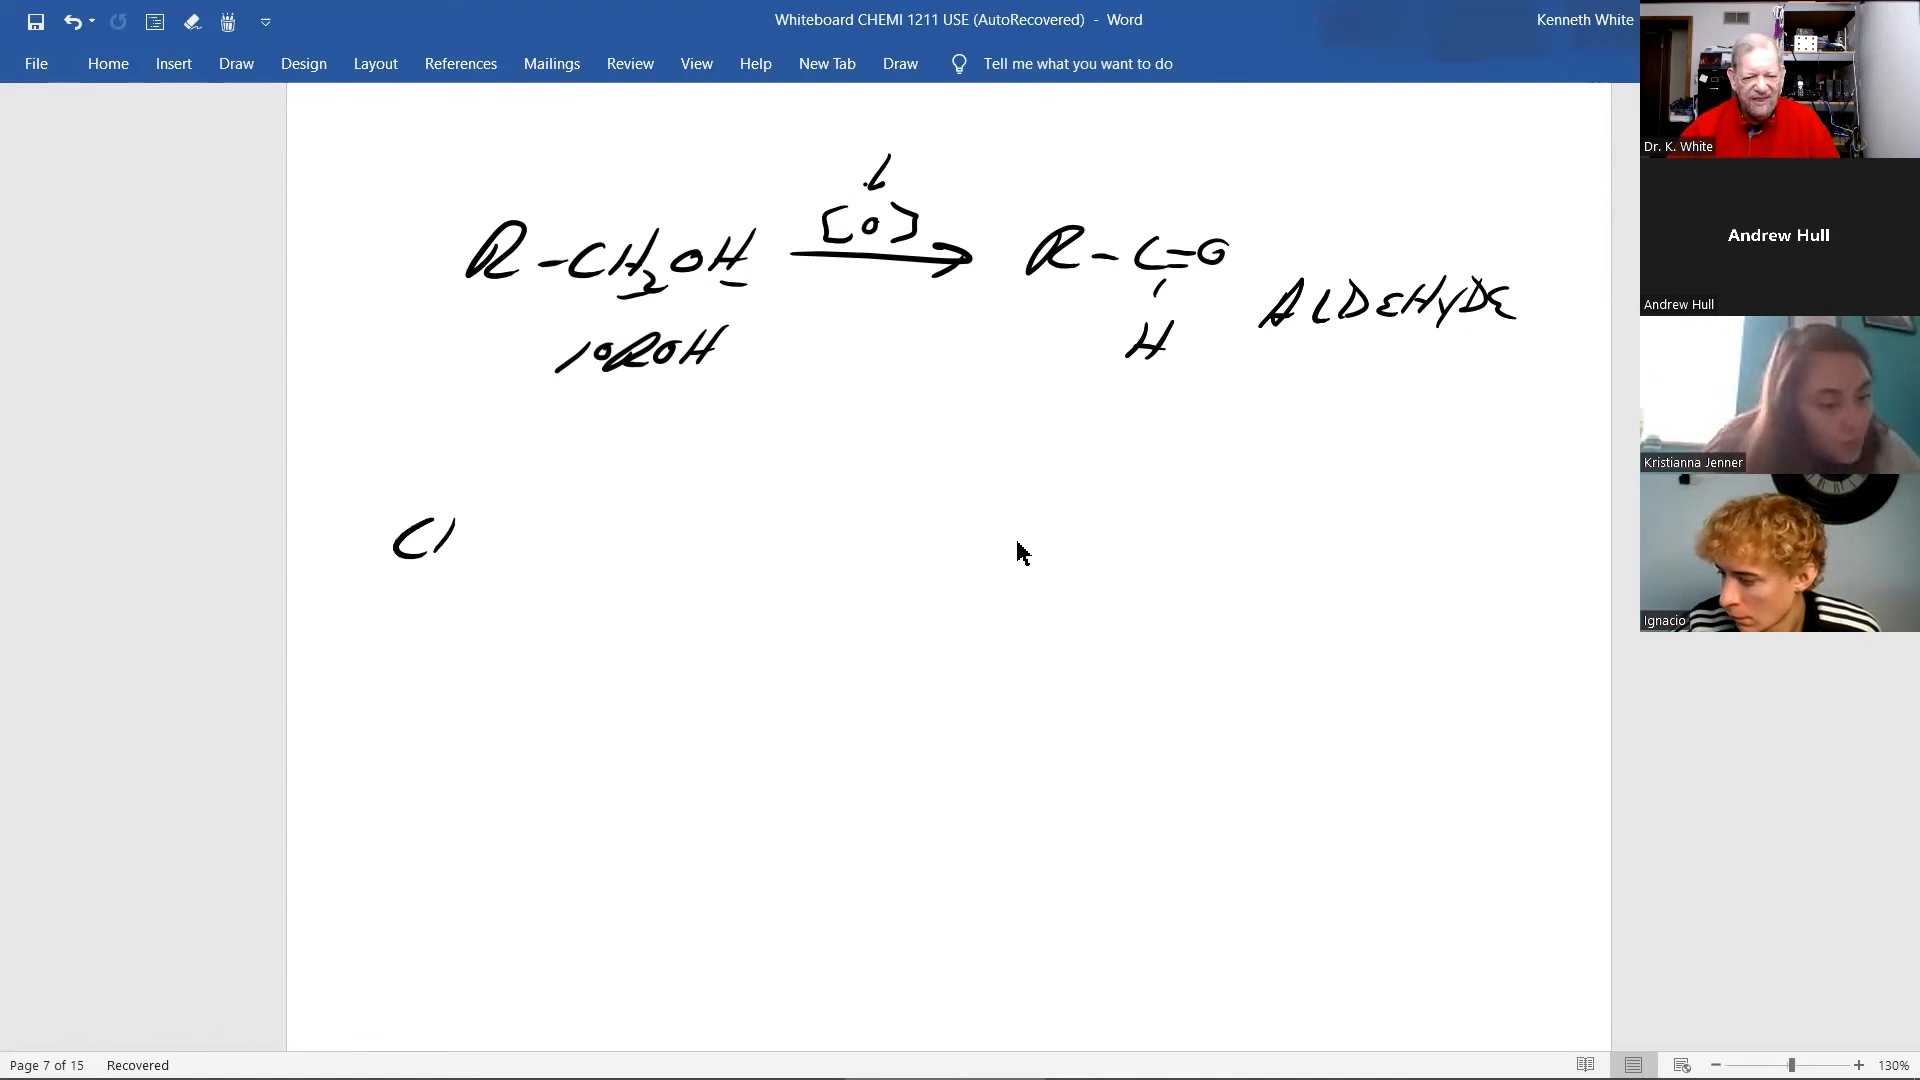 Whiteboard CHEMI 1211 USE (AutoRecovered) - Word
Kenneth White
File Home Insert Draw Design Layout References Mailings Review View Help New Tab Draw Tell me what you want to do
Dr. K. White
Andrew Hull
Andrew Hull
Kristianna Jenner
Ignacio
[O]
R-CH₂OH → R-C=O
H
ALDEHYDE
1° ROH
Page 7 of 15 Recovered
130%